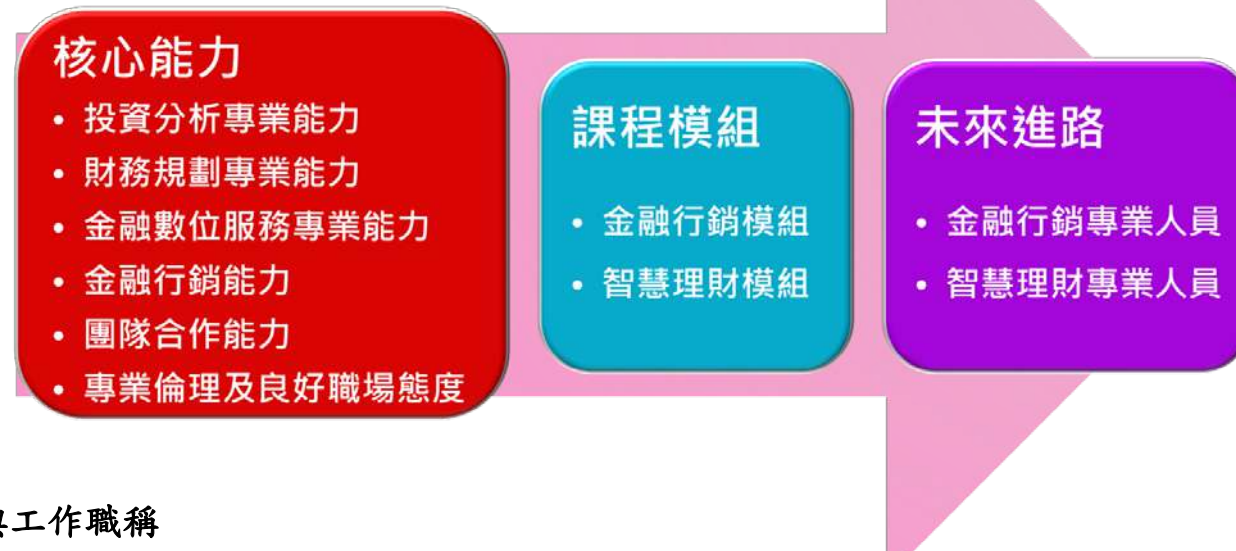 核心能力
• 投資分析專業能力
• 財務規劃專業能力
• 金融數位服務專業能力
• 金融行銷能力
• 團隊合作能力
• 專業倫理及良好職場態度
課程模組
• 金融行銷模組
• 智慧理財模組
未來進路
• 金融行銷專業人員
• 智慧理財專業人員
工作職稱